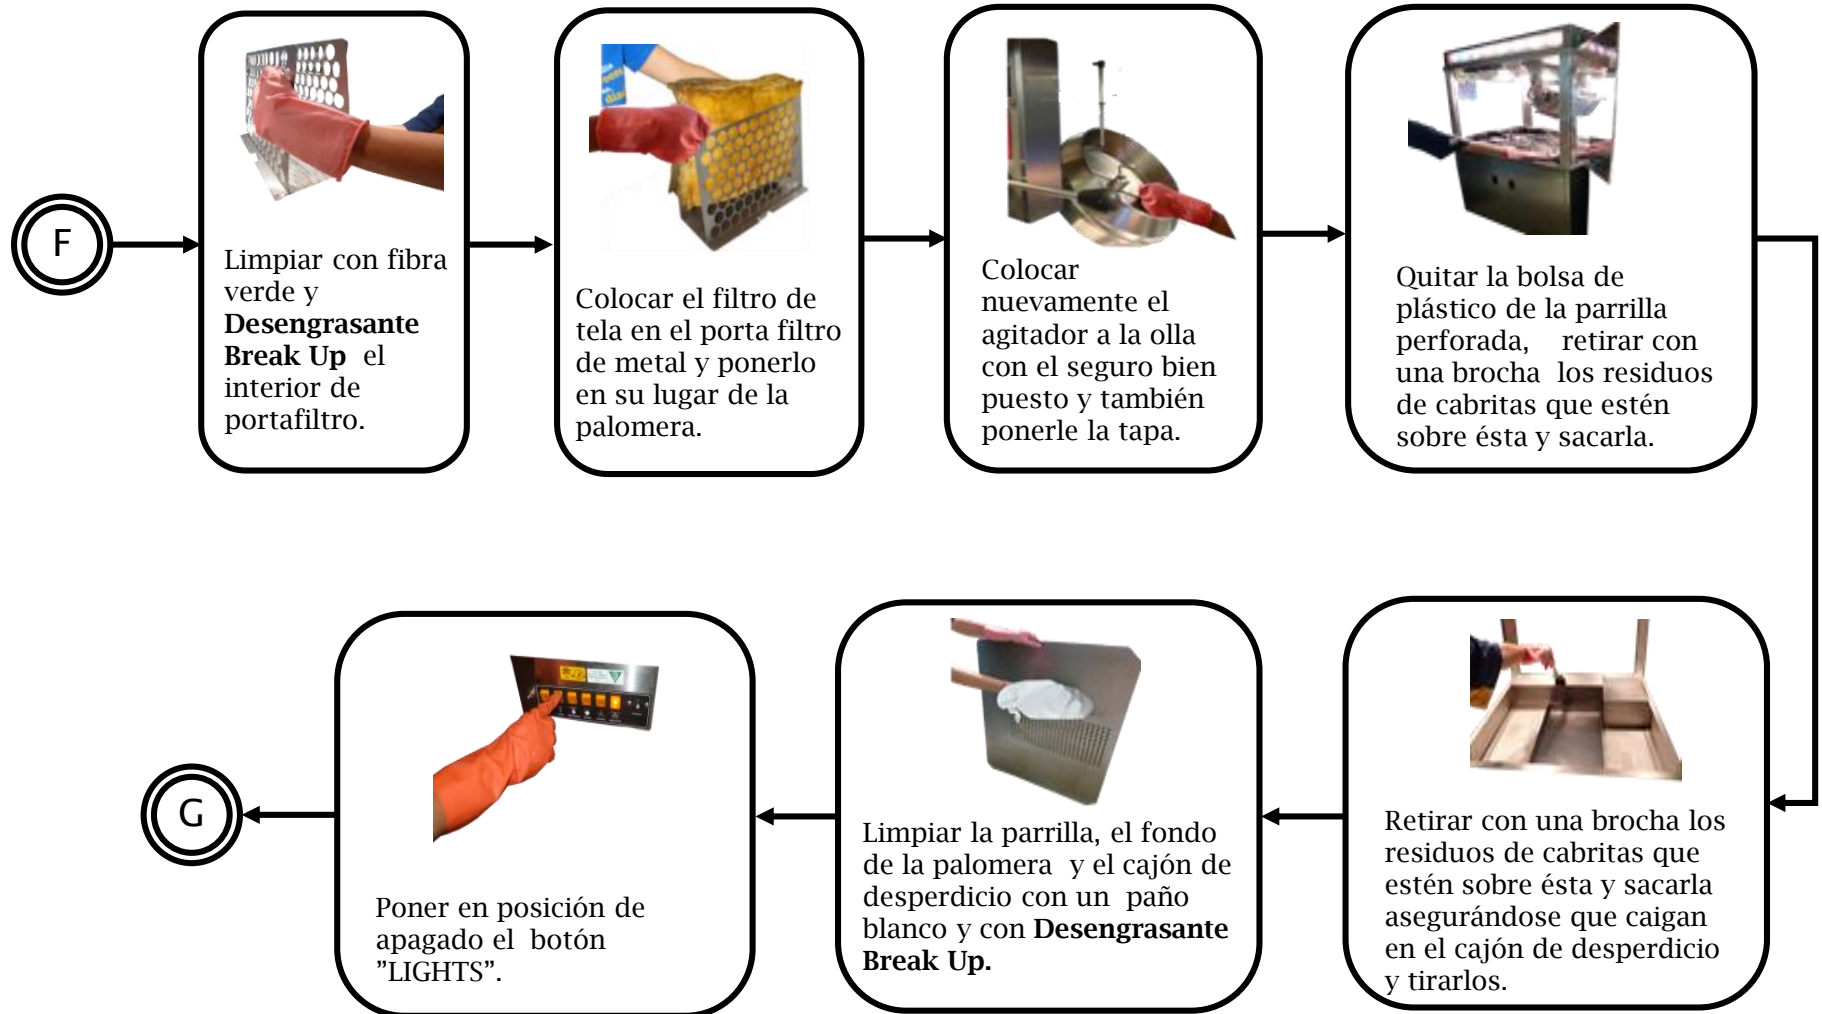 F
Limpiar con fibra
verde y
Desengrasante
Break Up el
interior de
portafiltro.
Colocar el filtro de
tela en el porta filtro
de metal y ponerlo
en su lugar de la
palomera.
Colocar
nuevamente el
agitador a la olla
con el seguro bien
puesto y también
ponerle la tapa.
Quitar la bolsa de
plástico de la parrilla
perforada, retirar con
una brocha los residuos
de cabritas que estén
sobre ésta y sacarla.
Retirar con una brocha los
residuos de cabritas que
estén sobre ésta y sacarla
asegurándose que caigan
en el cajón de desperdicio
y tirarlos.
Limpiar la parrilla, el fondo
de la palomera y el cajón de
desperdicio con un paño
blanco y con Desengrasante
Break Up.
Poner en posición de
apagado el botón
”LIGHTS”.
G